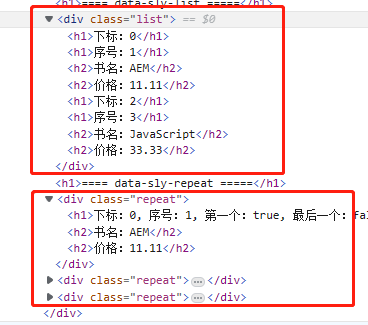 <h1>==== data-sly-list =====</h1>
▼<div class="list"> == $0
<h1>下标: 0</h1>
<h1>序号: 1</h1>
<h2>书名: AEM</h2>
<h2>价格: 11.11</h2>
<h1>下标: 2</h1>
<h1>序号: 3</h1>
<h2>书名: JavaScript</h2>
<h2>价格: 33.33</h2>
</div>
<h1>==== data-sly-repeat =====</h1>
▼<div class="repeat">
<h1>下标: 0, 序号: 1, 第一个: true, 最后一个: fal
<h2>书名: AEM</h2>
<h2>价格: 11.11</h2>
</div>
▶<div class="repeat">…</div>
▶<div class="repeat">…</div>
</div>